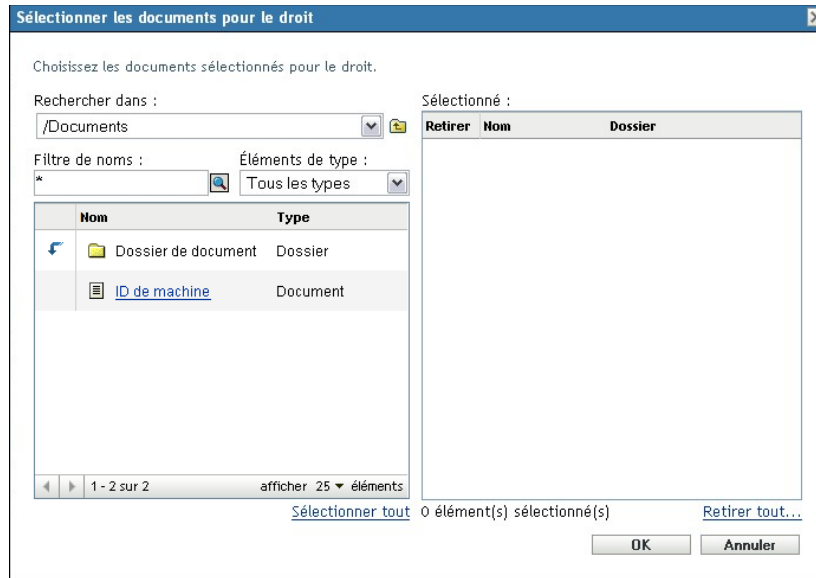 Sélectionner les documents pour le droit
Choisissez les documents sélectionnés pour le droit.
Rechercher dans :
/Documents
Filtre de noms :
Éléments de type :
*
Tous les types
Nom
Type
Dossier de document
Dossier
ID de machine
Document
1 - 2 sur 2
afficher 25 éléments
Sélectionner tout
Sélectionné :
Retirer
Nom
Dossier
0 élément(s) sélectionné(s)
Retirer tout...
OK
Annuler